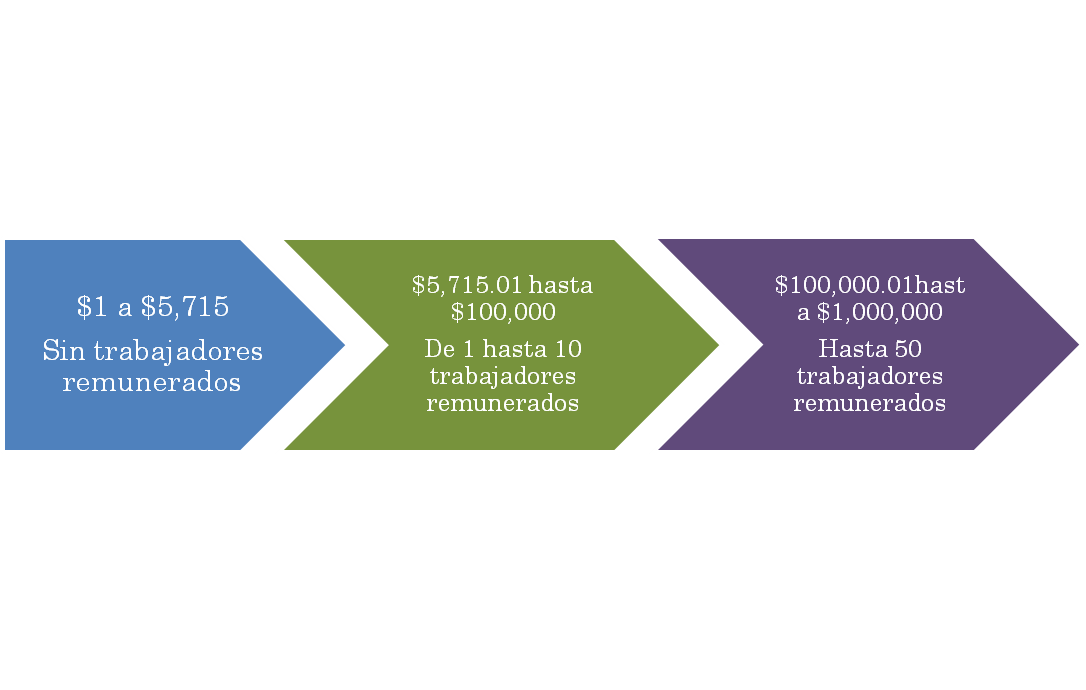 $1 a $5,715
Sin trabajadores
remunerados
$5,715.01 hasta
$100,000
De 1 hasta 10
trabajadores
remunerados
$100,000.01hast
a $1,000,000
Hasta 50
trabajadores
remunerados